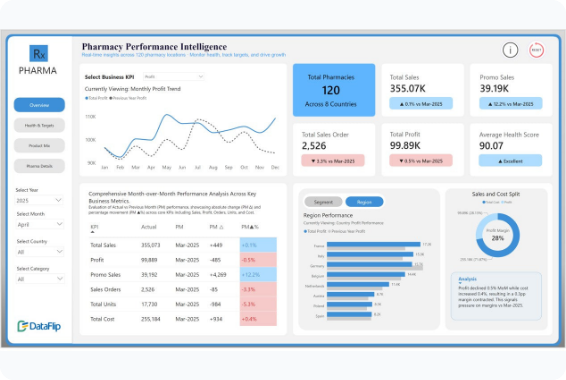 Rx
PHARMA
Overview
Health & Targets
Product Mix
Pharma Details
Select Year
2025
Select Month
April
Select Country
All
Select Category
All
DataFlip
Pharmacy Performance Intelligence
Real-time insights across 120 pharmacy locations. Monitor health, track targets, and drive growth
Select Business KPI
Profit
Currently Viewing: Monthly Profit Trend
Total Profit Previous Year Profit
110K
100K
90K
Jan Feb Mar Apr May Jun Jul Aug Sep Oct Nov Dec
Total Pharmacies
120
Across 8 Countries
Total Sales
355.07K
▲ 0.1% vs Mar-2025
Promo Sales
39.19K
▲ 12.2% vs Mar-2025
Total Sales Order
2,526
▼ 3.3% vs Mar-2025
Total Profit
99.89K
▼ 0.5% vs Mar-2025
Average Health Score
90.07
▲ Excellent
Comprehensive Month-over-Month Performance Analysis Across Key
Business Metrics.
Evaluation of Actual vs Previous Month (PM) performance, showcasing absolute change (PM Δ) and
percentage movement (PM ▲%) across core KPIs, including Sales, Profit, Orders, Units, and Cost
KPI Actual PM PM △ PM▲%
Total Sales 355,073 Mar-2025 +449 +0.1%
Profit 99,889 Mar-2025 -485 -0.5%
Promo Sales 39,192 Mar-2025 +4,269 +12.2%
Sales Orders 2,526 Mar-2025 -85 -3.3%
Total Units 17,730 Mar-2025 -984 -5.3%
Total Cost 255,184 Mar-2025 +934 +0.4%
Segment Region
Region Performance
Currently Viewing: Country Profit Performance
Total Profit Previous Year Profit
France
Italy
Germany
Belgium
Netherlands
Austria
Poland
Spain
Sales and Cost Split
Profit Margin
28%
Analysis
Profit declined 0.5% MoM while cost
increased 0.4%, resulting in a 0.2pp
margin contracted. This signals
pressure on margins vs Mar 2025.